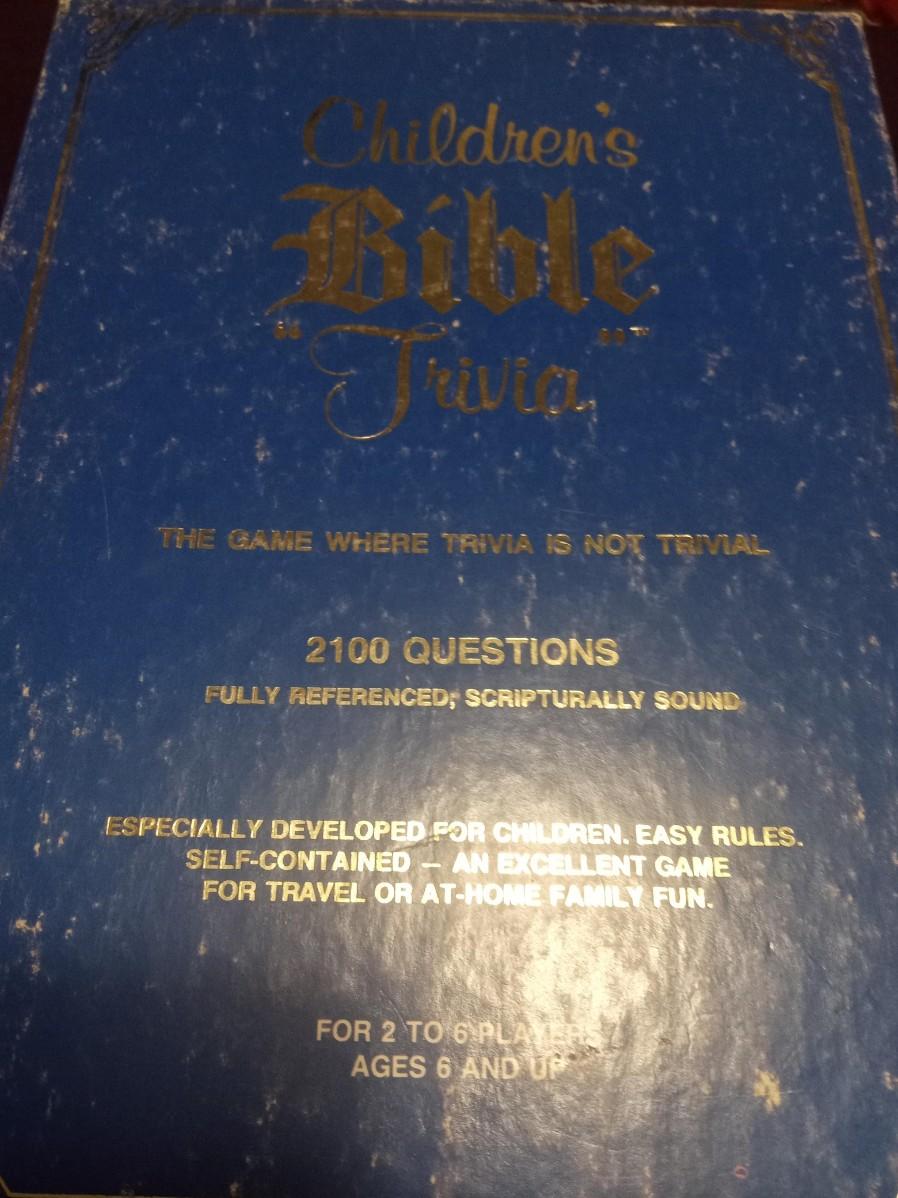 Children's
Bible
"Trivia"™
THE GAME WHERE TRIVIA IS NOT TRIVIAL
2100 QUESTIONS
FULLY REFERENCED; SCRIPTURALLY SOUND
ESPECIALLY DEVELOPED FOR CHILDREN. EASY RULES.
SELF-CONTAINED — AN EXCELLENT GAME
FOR TRAVEL OR AT-HOME FAMILY FUN.
FOR 2 TO 6 PLAYERS
AGES 6 AND UP